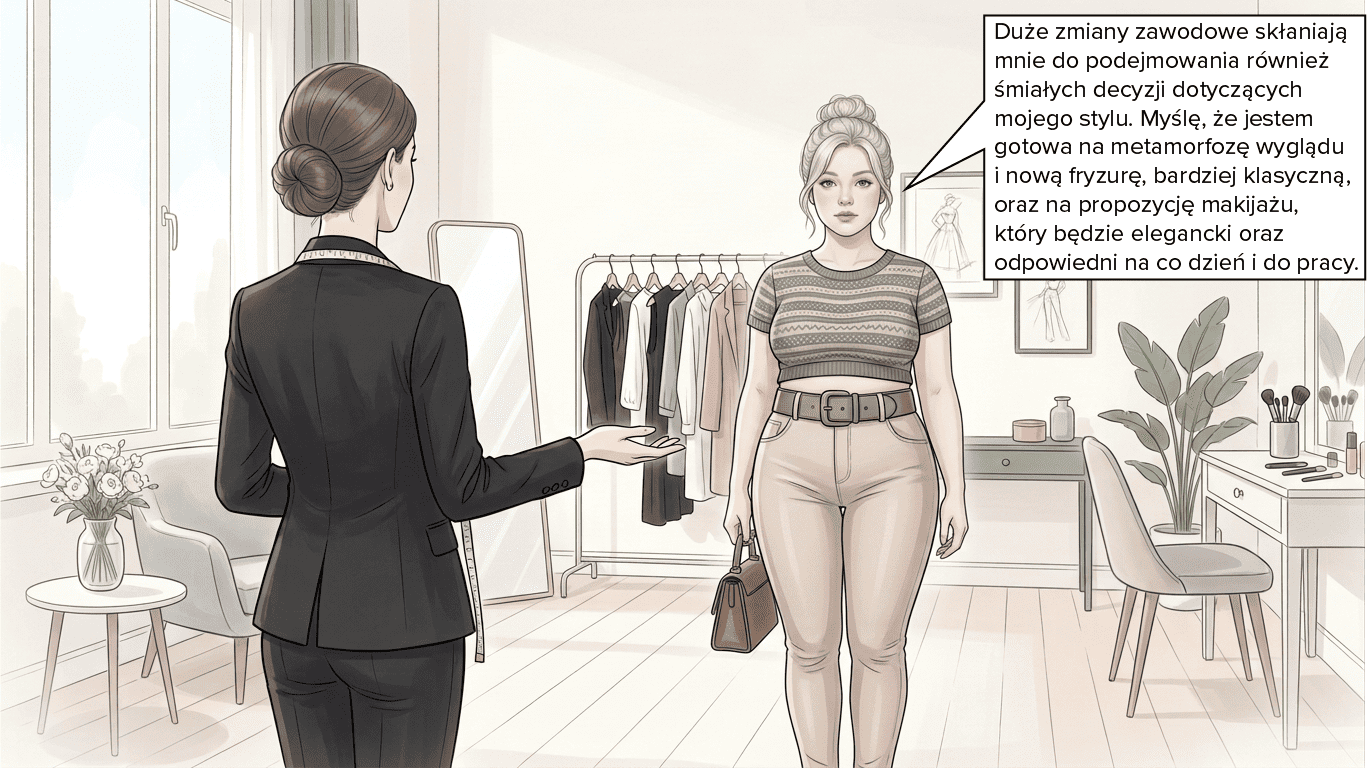 Duże zmiany zawodowe skłaniają
mnie do podejmowania również
śmiałych decyzji dotyczących
mojego stylu. Myślę, że jestem
gotowa na metamorfozę wyglądu
i nową fryzurę, bardziej klasyczną,
oraz na propozycję makijażu,
który będzie elegancki oraz
odpowiedni na co dzień i do pracy.